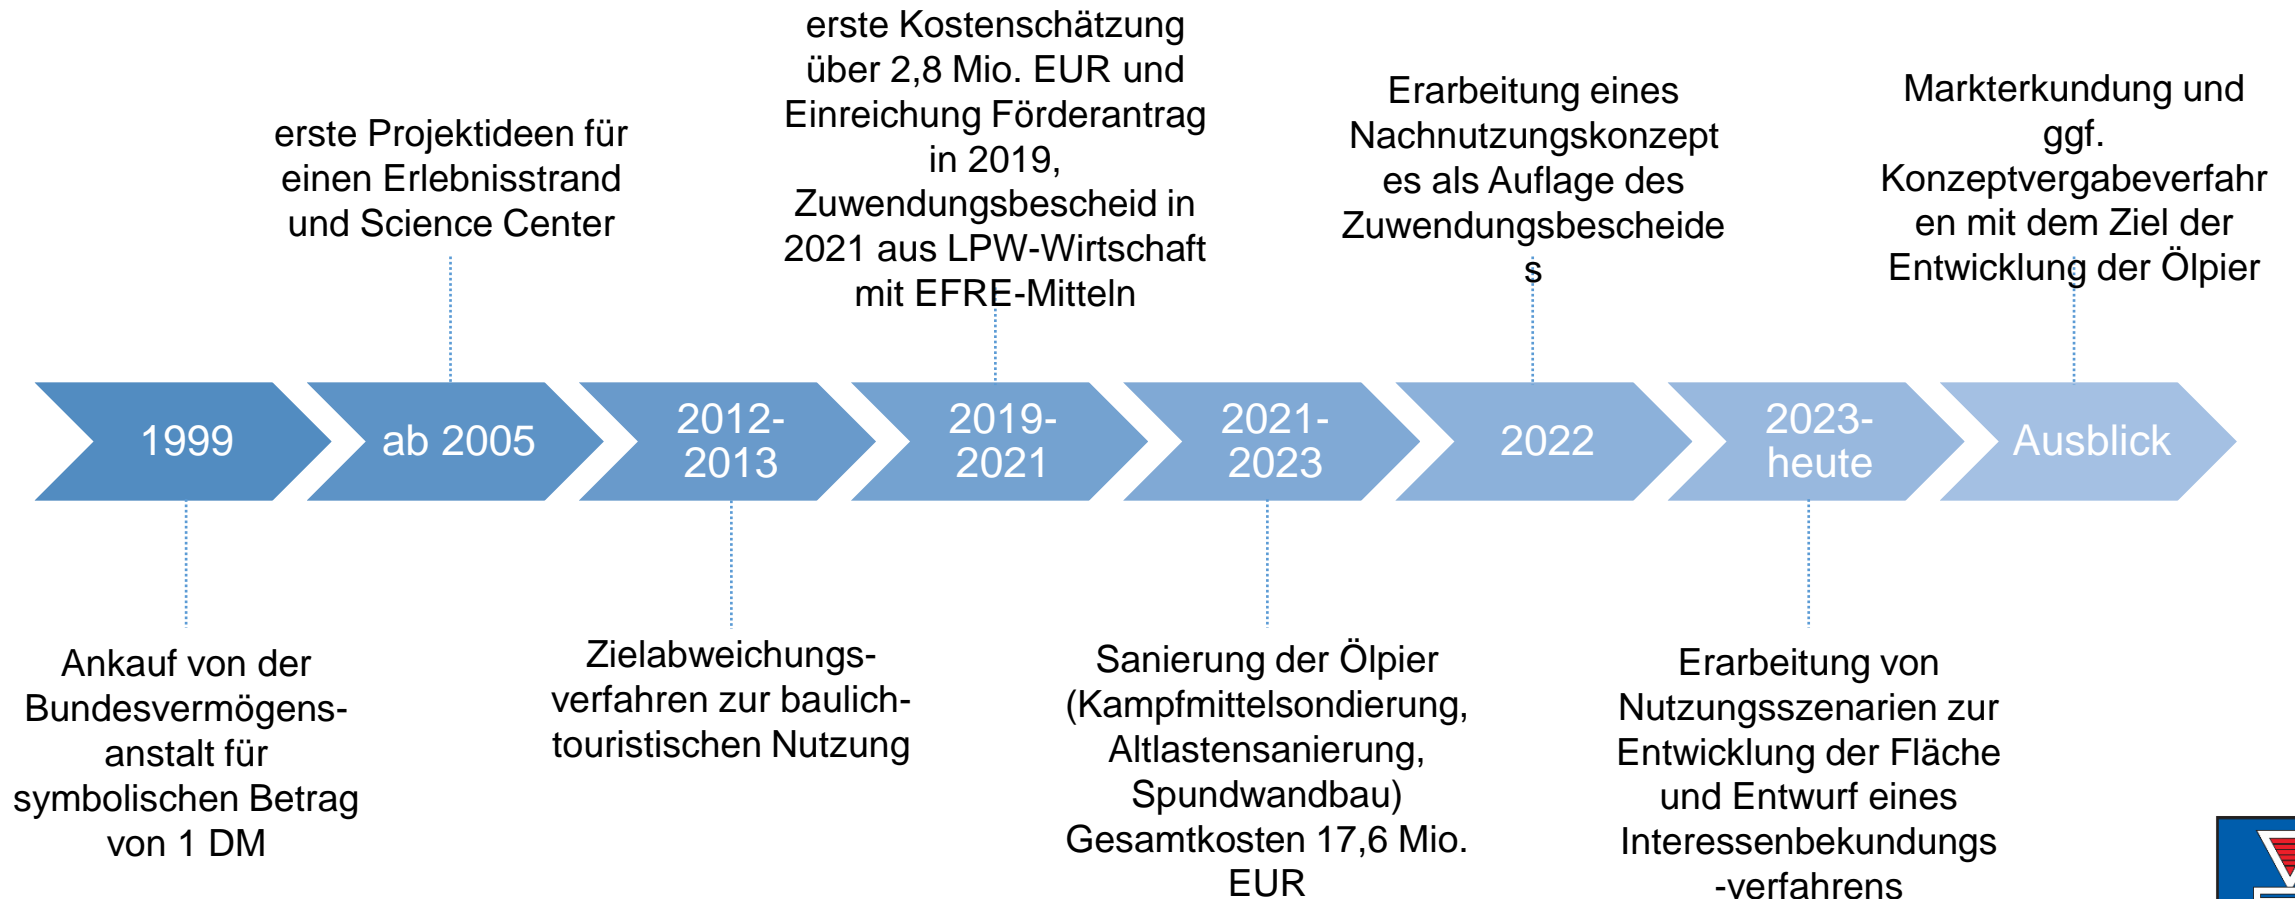 erste Projektideen für
einen Erlebnisstrand
und Science Center
erste Kostenschätzung
über 2,8 Mio. EUR und
Einreichung Förderantrag
in 2019,
Zuwendungsbescheid in
2021 aus LPW-Wirtschaft
mit EFRE-Mitteln
Erarbeitung eines
Nachnutzungskonzept
es als Auflage des
Zuwendungsbescheide
s
Markterkundung und
ggf.
Konzeptvergabeverfahr
en mit dem Ziel der
Entwicklung der Ölpier
1999
ab 2005
2012-
2013
2019-
2021
2021-
2023
2022
2023-
heute
Ausblick
Ankauf von der
Bundesvermögens-
anstalt für
symbolischen Betrag
von 1 DM
Zielabweichungs-
verfahren zur baulich-
touristischen Nutzung
Sanierung der Ölpier
(Kampfmittelsondierung,
Altlastensanierung,
Spundwandbau)
Gesamtkosten 17,6 Mio.
EUR
Erarbeitung von
Nutzungsszenarien zur
Entwicklung der Fläche
und Entwurf eines
Interessenbekundungs
-verfahrens